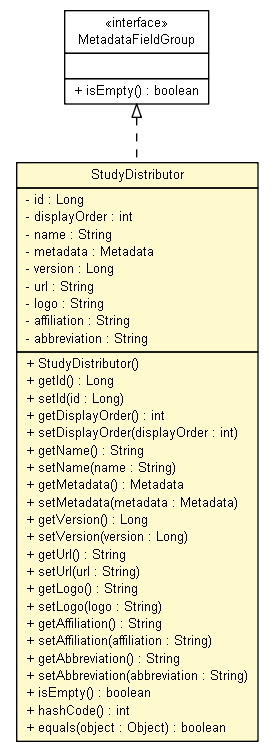 «interface»
MetadataFieldGroup
+ isEmpty() : boolean
StudyDistributor
- id : Long
- displayOrder : int
- name : String
- metadata : Metadata
- version : Long
- url : String
- logo : String
- affiliation : String
- abbreviation : String
+ StudyDistributor()
+ getId() : Long
+ setId(id : Long)
+ getDisplayOrder() : int
+ setDisplayOrder(displayOrder : int)
+ getName() : String
+ setName(name : String)
+ getMetadata() : Metadata
+ setMetadata(metadata : Metadata)
+ getVersion() : Long
+ setVersion(version : Long)
+ getUrl() : String
+ setUrl(url : String)
+ getLogo() : String
+ setLogo(logo : String)
+ getAffiliation() : String
+ setAffiliation(affiliation : String)
+ getAbbreviation() : String
+ setAbbreviation(abbreviation : String)
+ isEmpty() : boolean
+ hashCode() : int
+ equals(object : Object) : boolean